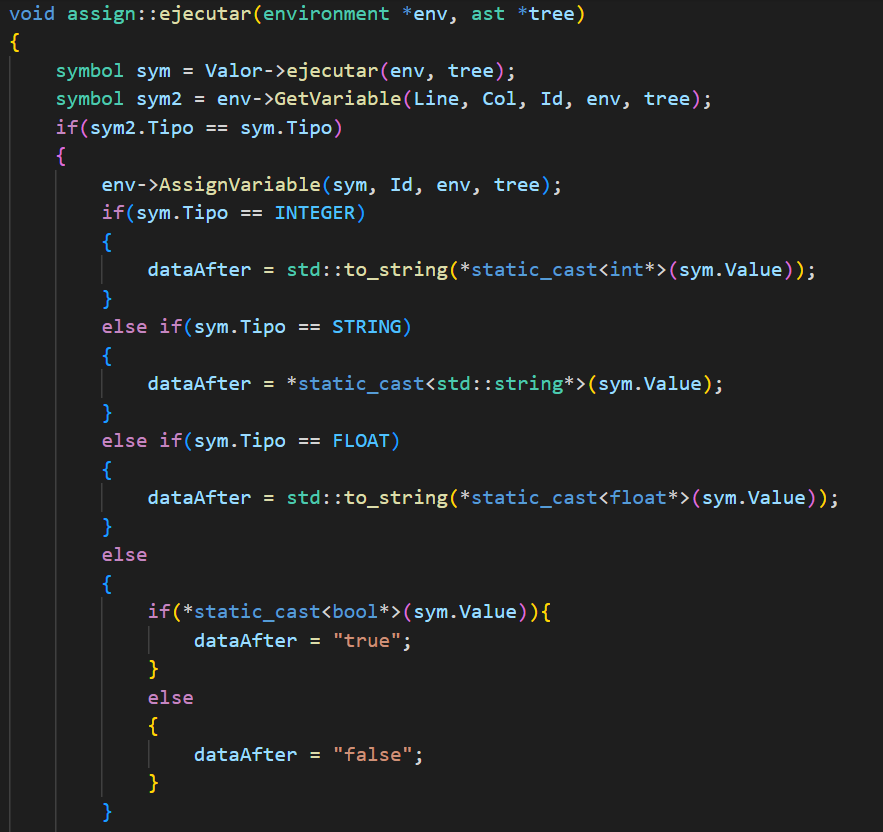 void assign::ejecutar(environment *env, ast *tree)
{
    symbol sym = Valor->ejecutar(env, tree);
    symbol sym2 = env->GetVariable(Line, Col, Id, env, tree);
    if(sym2.Tipo == sym.Tipo)
    {
        env->AssignVariable(sym, Id, env, tree);
        if(sym.Tipo == INTEGER)
        {
            dataAfter = std::to_string(*static_cast<int*>(sym.Value));
        }
        else if(sym.Tipo == STRING)
        {
            dataAfter = *static_cast<std::string*>(sym.Value);
        }
        else if(sym.Tipo == FLOAT)
        {
            dataAfter = std::to_string(*static_cast<float*>(sym.Value));
        }
        else
        {
            if(*static_cast<bool*>(sym.Value)){
                dataAfter = "true";
            }
            else
            {
                dataAfter = "false";
            }
        }